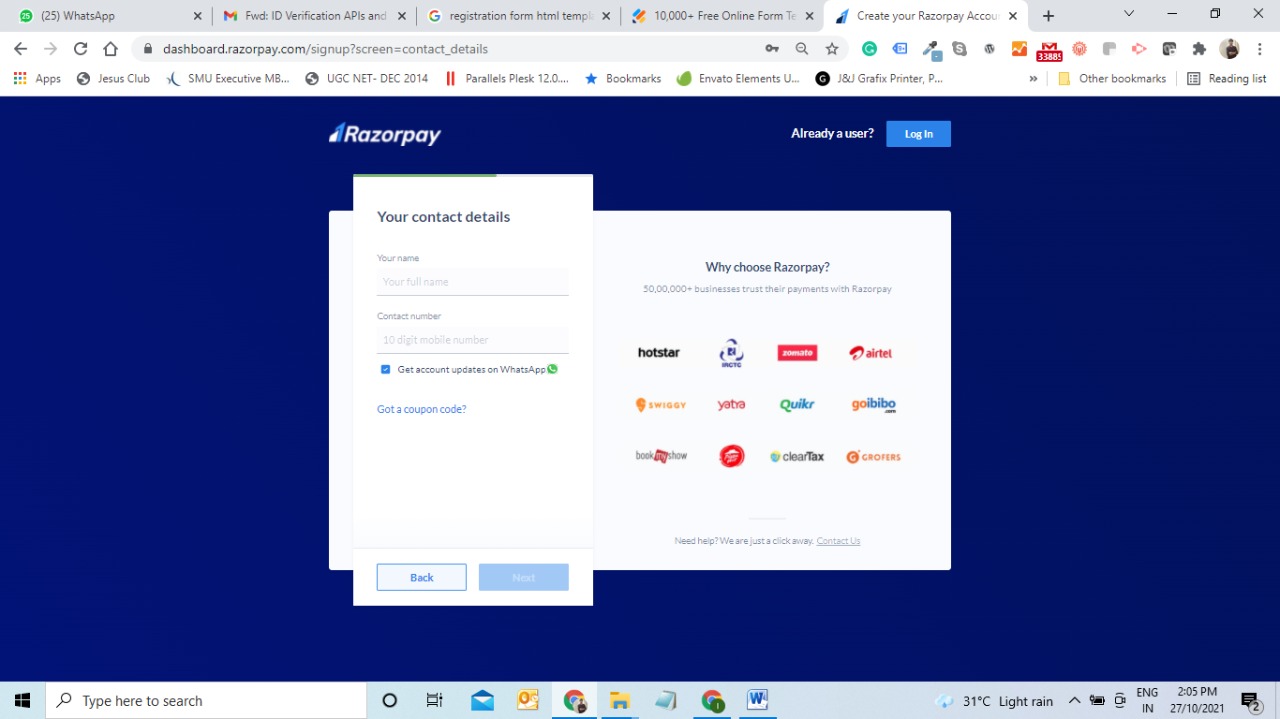 (25) WhatsApp
Fwd: ID Verification APIs and
registration form html templ
10,000+ Free Online Form Te
Create your Razorpay Accou
dashboard.razorpay.com/signup?screen=contact_details
33885
Apps
Jesus Club
SMU Executive MB...
UGC NET- DEC 2014
Parallels Plesk 12.0....
Bookmarks
Envato Elements U...
J&J Grafix Printer, P...
»
Other bookmarks
Reading list
Razorpay
Already a user?
Log In
Your contact details
Your name
Your full name
Contact number
10 digit mobile number
Get account updates on WhatsApp
Got a coupon code?
Back
Next
Why choose Razorpay?
50,00,000+ businesses trust their payments with Razorpay
hotstar
IRCTC
zomato
airtel
SWIGGY
yatra
Quikr
goibibo
.com
bookmyshow
clearTax
GROFERS
Need help? We are just a click away. Contact Us
Type here to search
31°C Light rain
ENG
IN
2:05 PM
27/10/2021
2